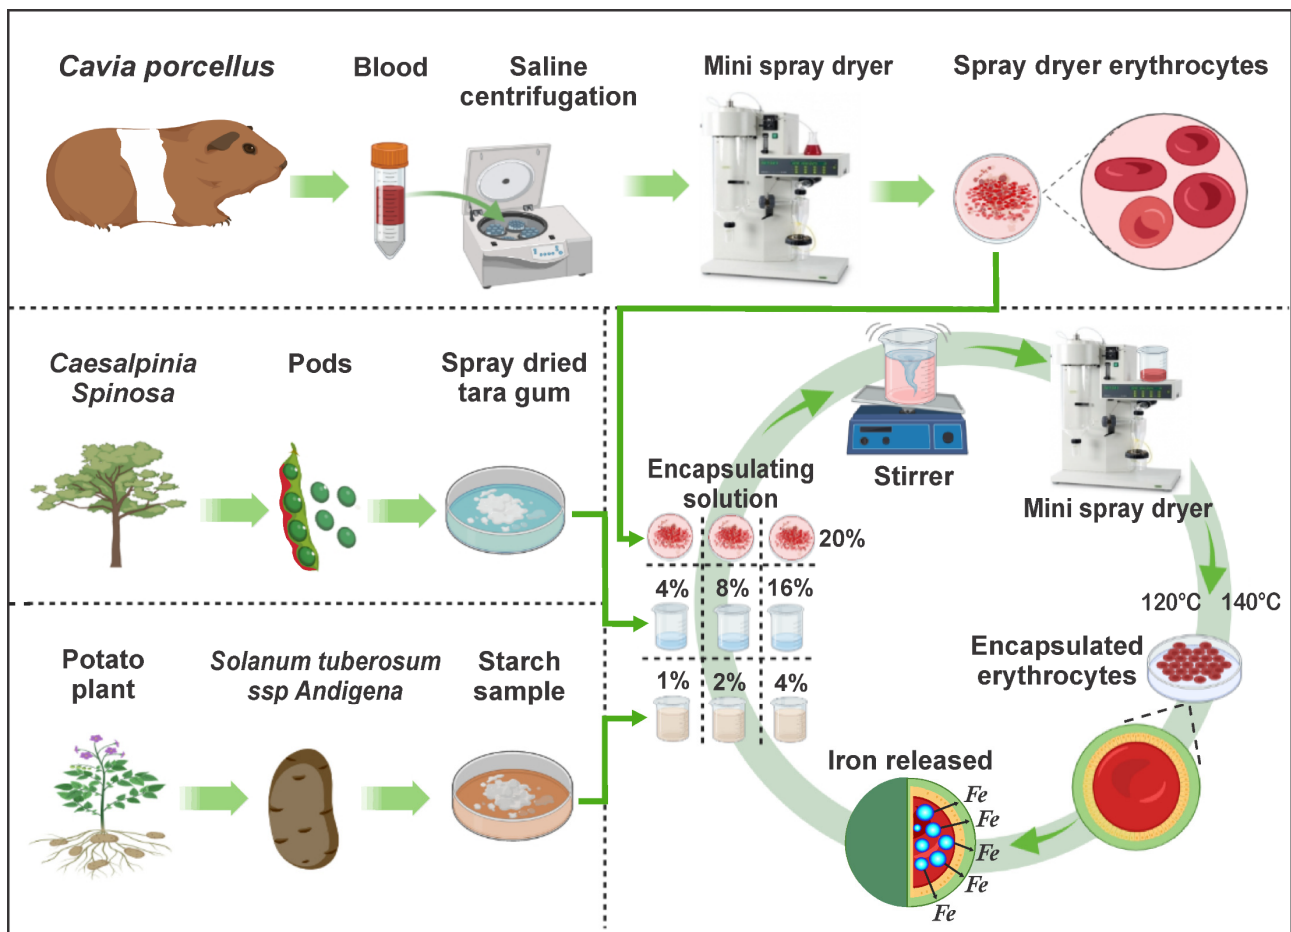 Cavia porcellus
Blood
Saline
centrifugation
Mini spray dryer
Spray dryer erythrocytes
Caesalpinia
Spinosa
Pods
Spray dried
tara gum
Potato
plant
Solanum tuberosum
ssp Andigena
Starch
sample
Encapsulating
solution
20%
4% 8% 16%
1% 2% 4%
Stirrer
Mini spray dryer
120°C 140°C
Encapsulated
erythrocytes
Iron released
Fe
Fe
Fe
Fe
Fe